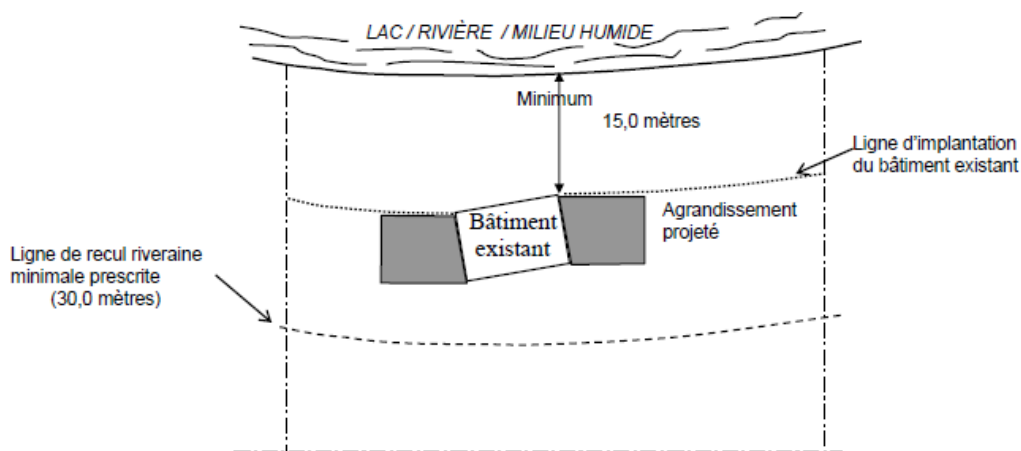 LAC / RIVIÈRE / MILIEU HUMIDE
Minimum
15,0 mètres
Ligne d'implantation
du bâtiment existant
Bâtiment
existant
Agrandissement
projeté
Ligne de recul riveraine
minimale prescrite
(30,0 mètres)